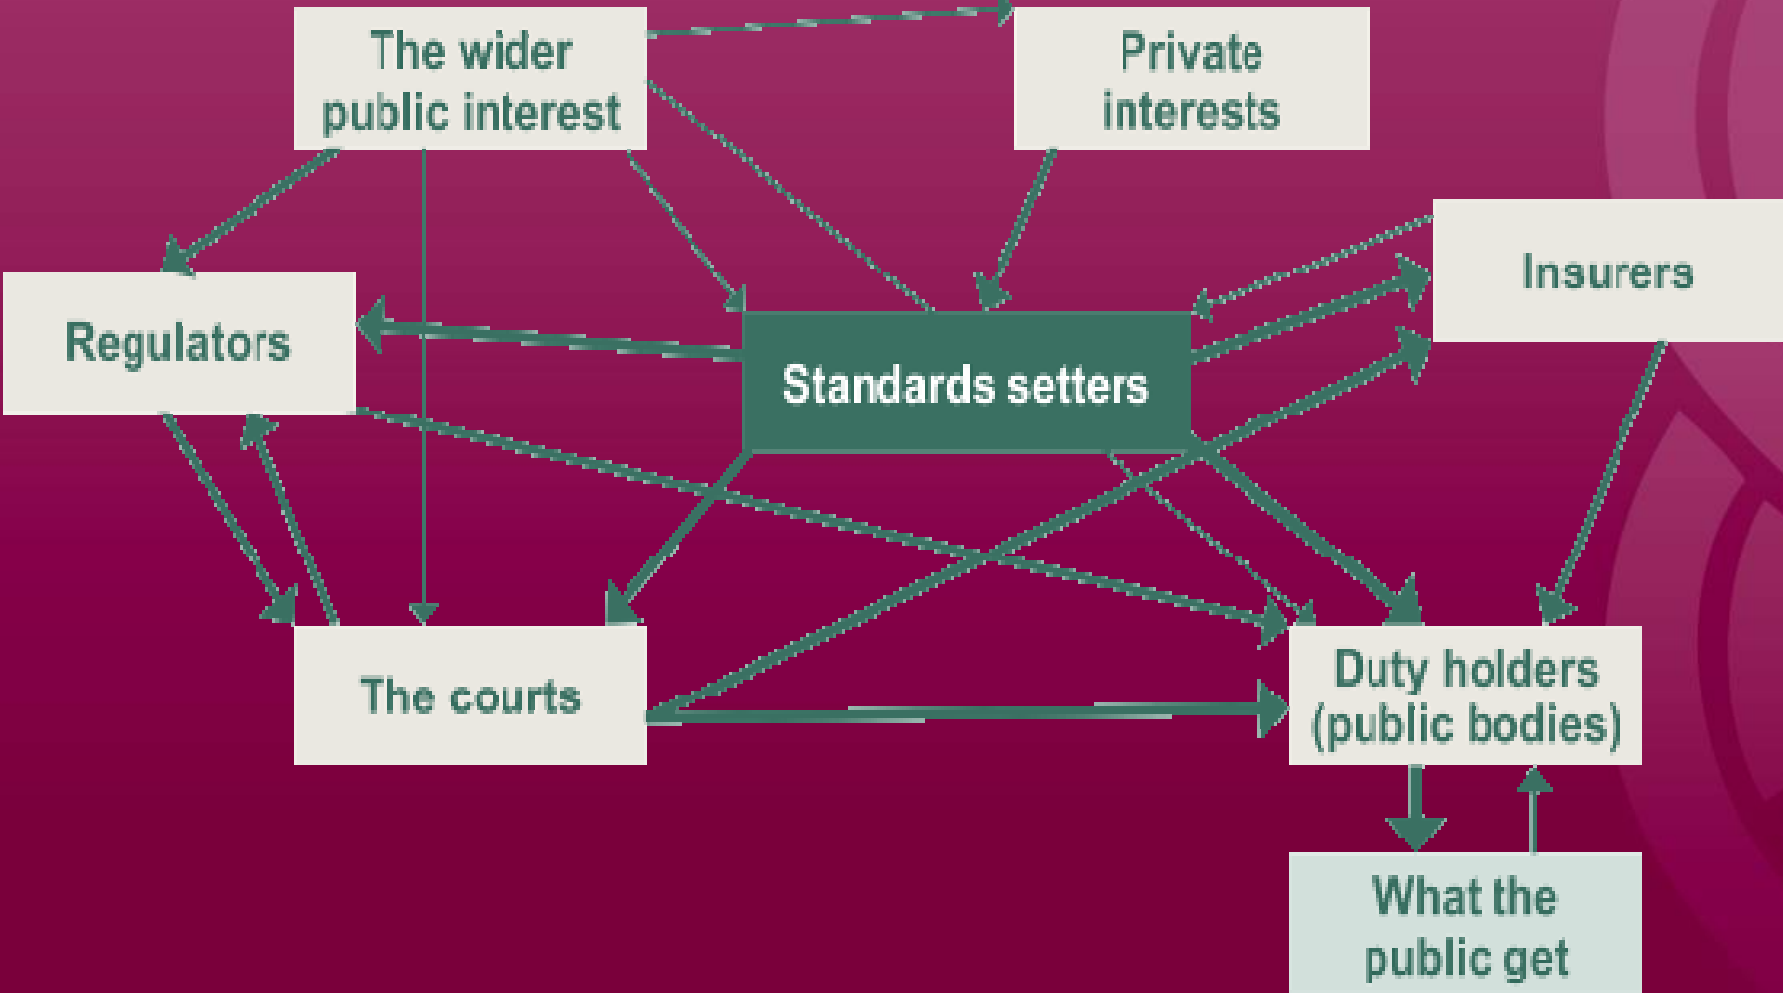 The wider
public interest
Private
interests
Insurers
Regulators
Standards setters
The courts
Duty holders
(public bodies)
What the
public get